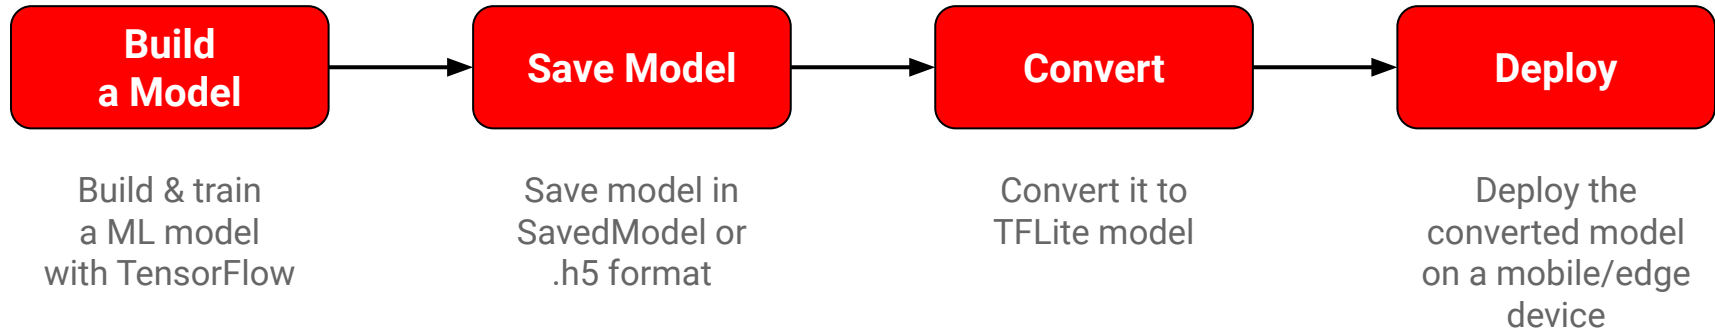 Build
a Model
Save Model
Convert
Deploy
Build & train
a ML model
with TensorFlow
Save model in
SavedModel or
.h5 format
Convert it to
TFLite model
Deploy the
converted model
on a mobile/edge
device